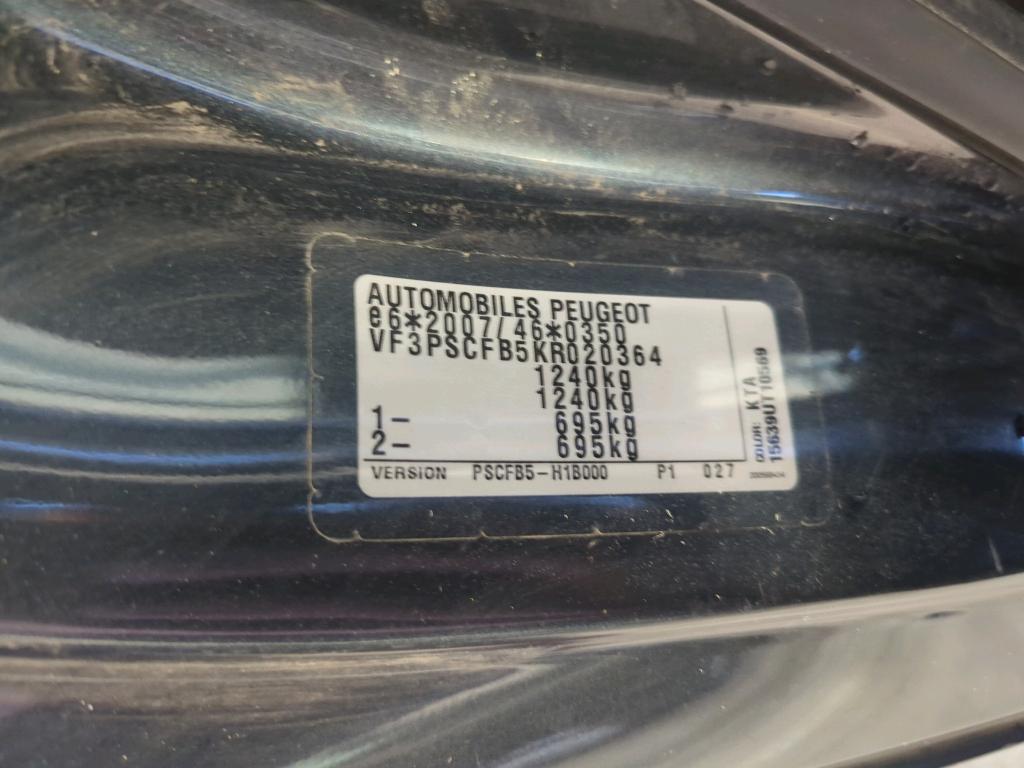 AUTOMOBILES PEUGEOT
e6*2007/46*0350
VF3PSCFB5KR020364
1240kg
1240kg
1- 695kg
2- 695kg
VERSION PSCFB5-H1B000 P1 027
COLOR: KTA
15639UT10569